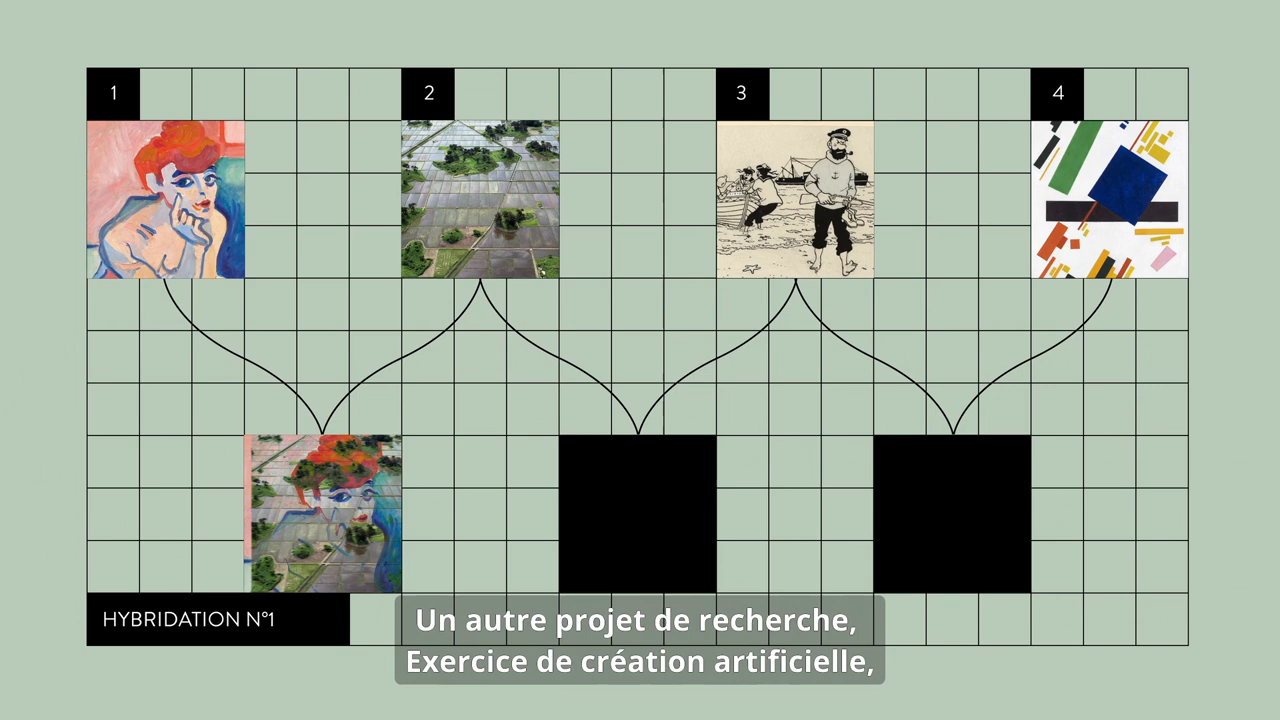 1
2
3
4
HYBRIDATION N°1
Un autre projet de recherche,
Exercice de création artificielle,